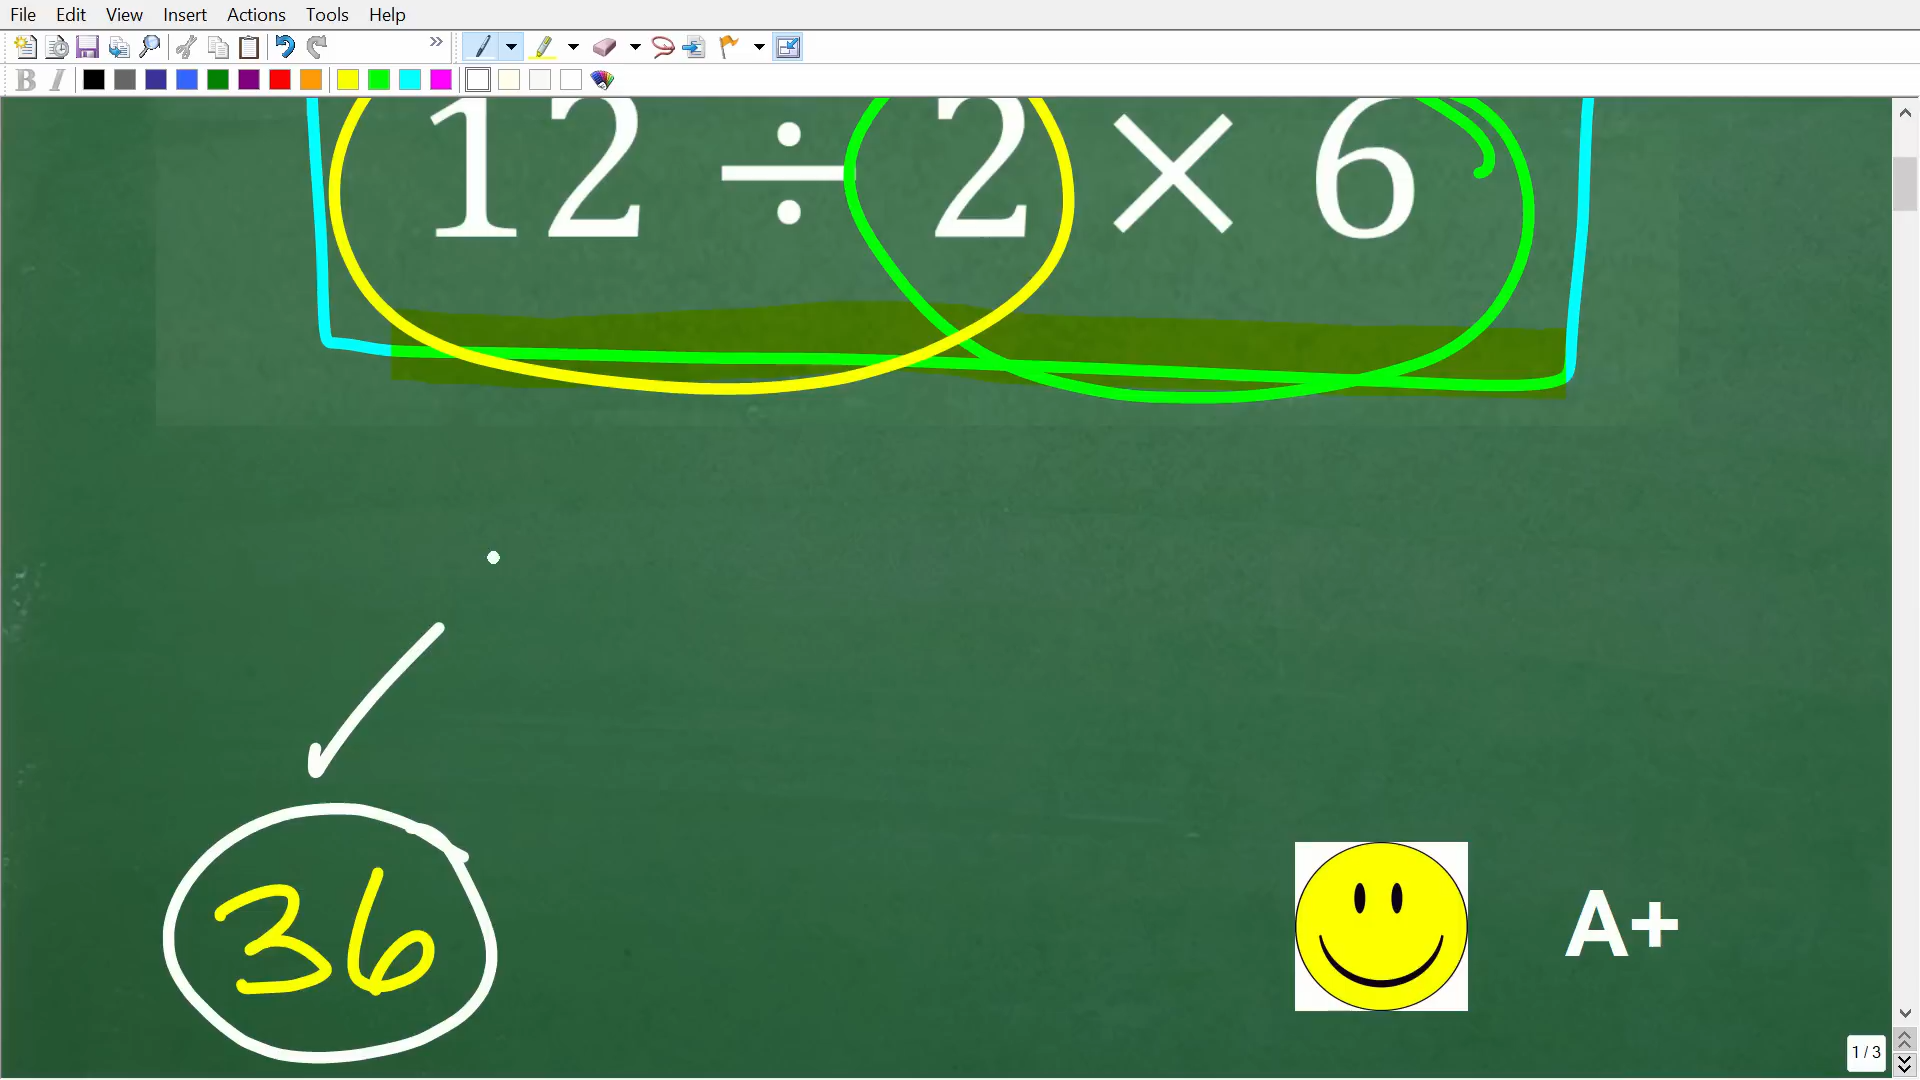 File Edit View Insert Actions Tools Help
B I
12 ÷ 2 × 6
36
A+
1 / 3